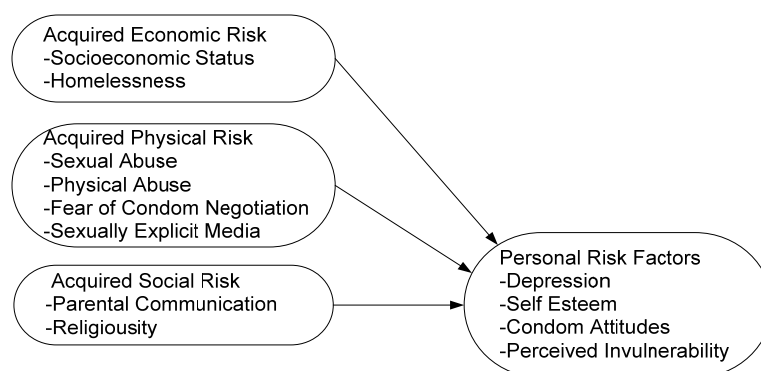 Acquired Economic Risk
-Socioeconomic Status
-Homelessness
Acquired Physical Risk
-Sexual Abuse
-Physical Abuse
-Fear of Condom Negotiation
-Sexually Explicit Media
Acquired Social Risk
-Parental Communication
-Religiousity
Personal Risk Factors
-Depression
-Self Esteem
-Condom Attitudes
-Perceived Invulnerability